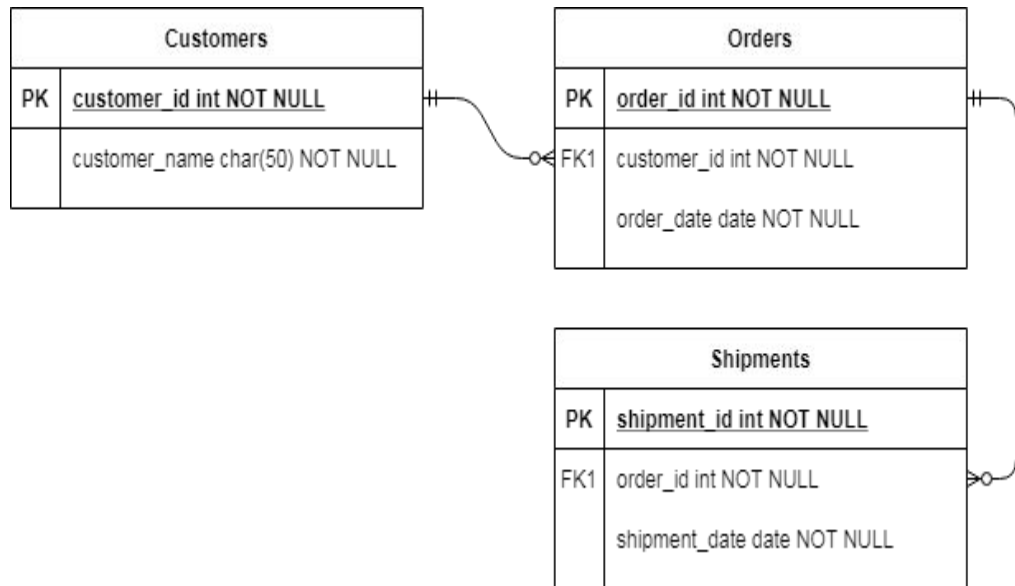 Customers
PK customer_id int NOT NULL
customer_name char(50) NOT NULL
Orders
PK order_id int NOT NULL
FK1 customer_id int NOT NULL
order_date date NOT NULL
Shipments
PK shipment_id int NOT NULL
FK1 order_id int NOT NULL
shipment_date date NOT NULL